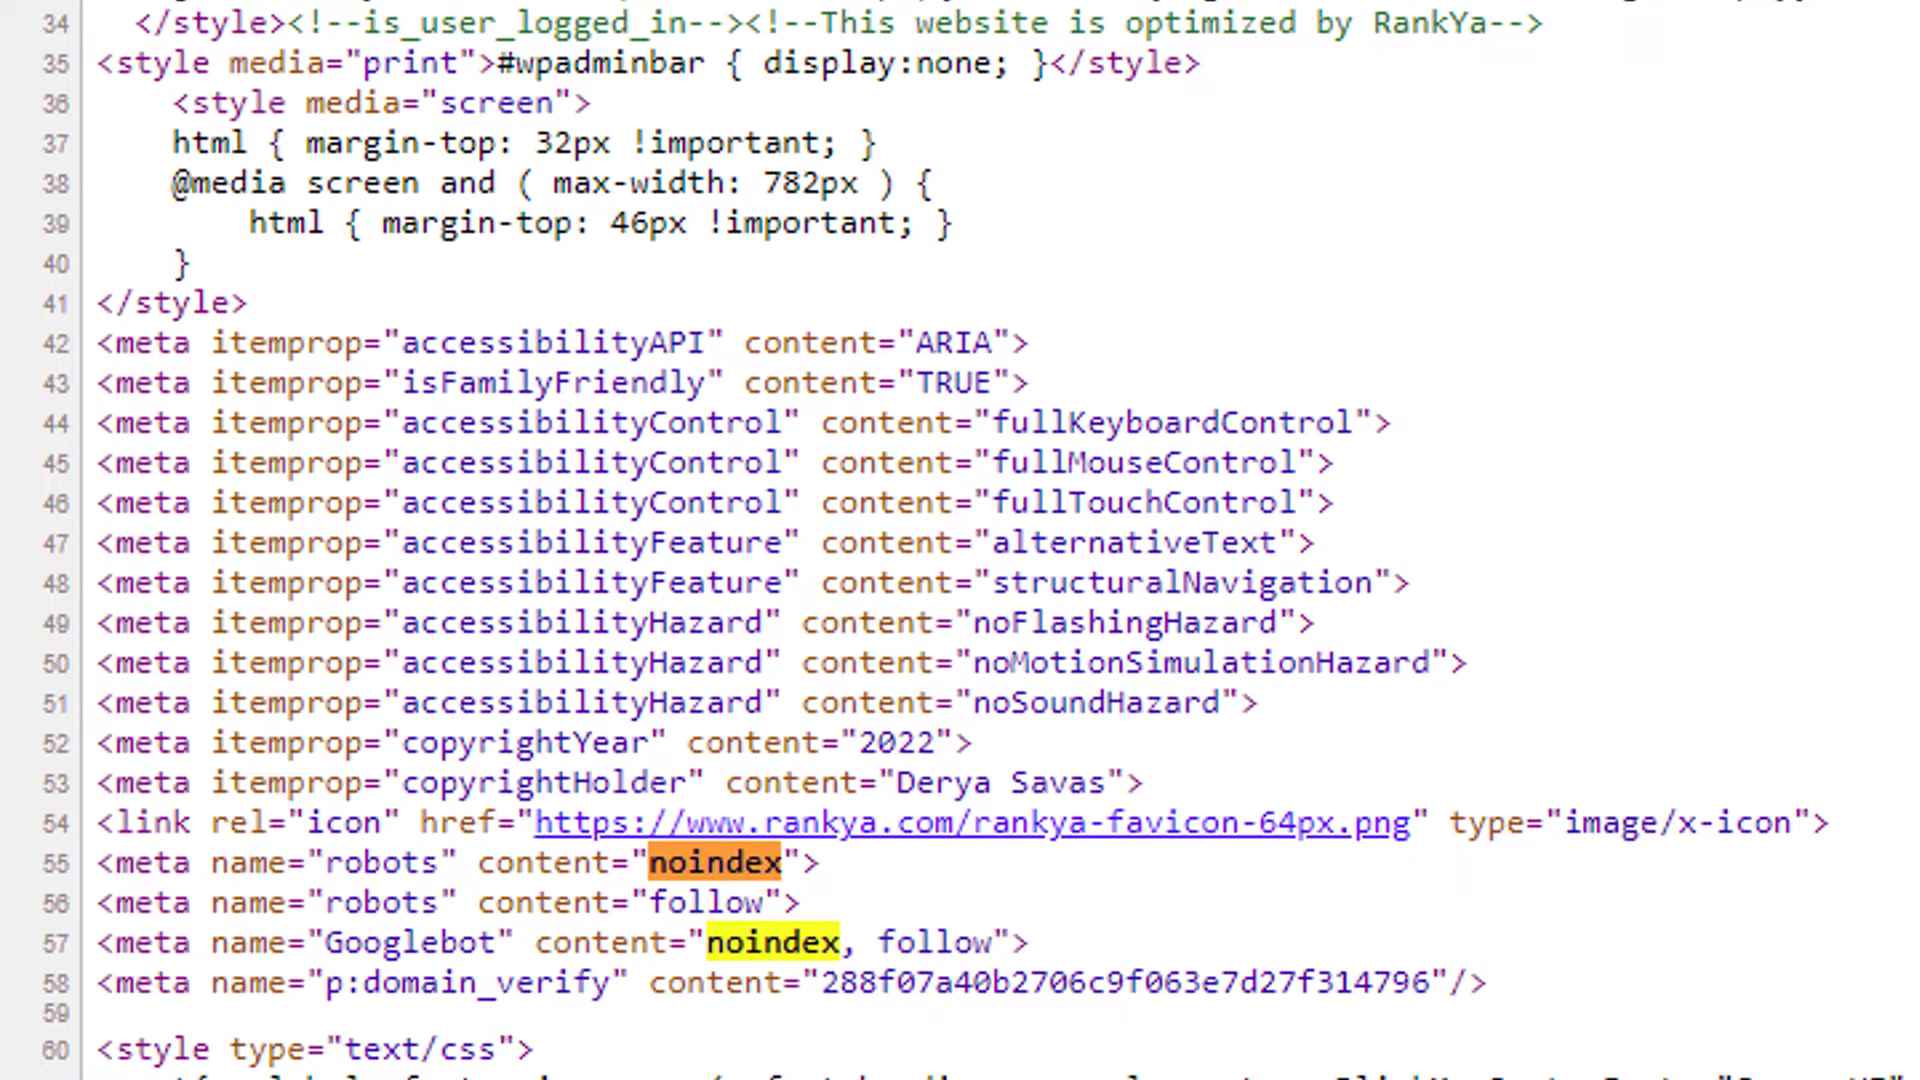 34 </style><!--is_user_logged_in--><!--This website is optimized by RankYa-->
35 <style media="print">#wpadminbar { display:none; }</style>
36 <style media="screen">
37 html { margin-top: 32px !important; }
38 @media screen and ( max-width: 782px ) {
39 html { margin-top: 46px !important; }
40 }
41 </style>
42 <meta itemprop="accessibilityAPI" content="ARIA">
43 <meta itemprop="isFamilyFriendly" content="TRUE">
44 <meta itemprop="accessibilityControl" content="fullKeyboardControl">
45 <meta itemprop="accessibilityControl" content="fullMouseControl">
46 <meta itemprop="accessibilityControl" content="fullTouchControl">
47 <meta itemprop="accessibilityFeature" content="alternativeText">
48 <meta itemprop="accessibilityFeature" content="structuralNavigation">
49 <meta itemprop="accessibilityHazard" content="noFlashingHazard">
50 <meta itemprop="accessibilityHazard" content="noMotionSimulationHazard">
51 <meta itemprop="accessibilityHazard" content="noSoundHazard">
52 <meta itemprop="copyrightYear" content="2022">
53 <meta itemprop="copyrightHolder" content="Derya Savas">
54 <link rel="icon" href="https://www.rankya.com/rankya-favicon-64px.png" type="image/x-icon">
55 <meta name="robots" content="noindex">
56 <meta name="robots" content="follow">
57 <meta name="Googlebot" content="noindex, follow">
58 <meta name="p:domain_verify" content="288f07a40b2706c9f063e7d27f314796"/>
59
60 <style type="text/css">